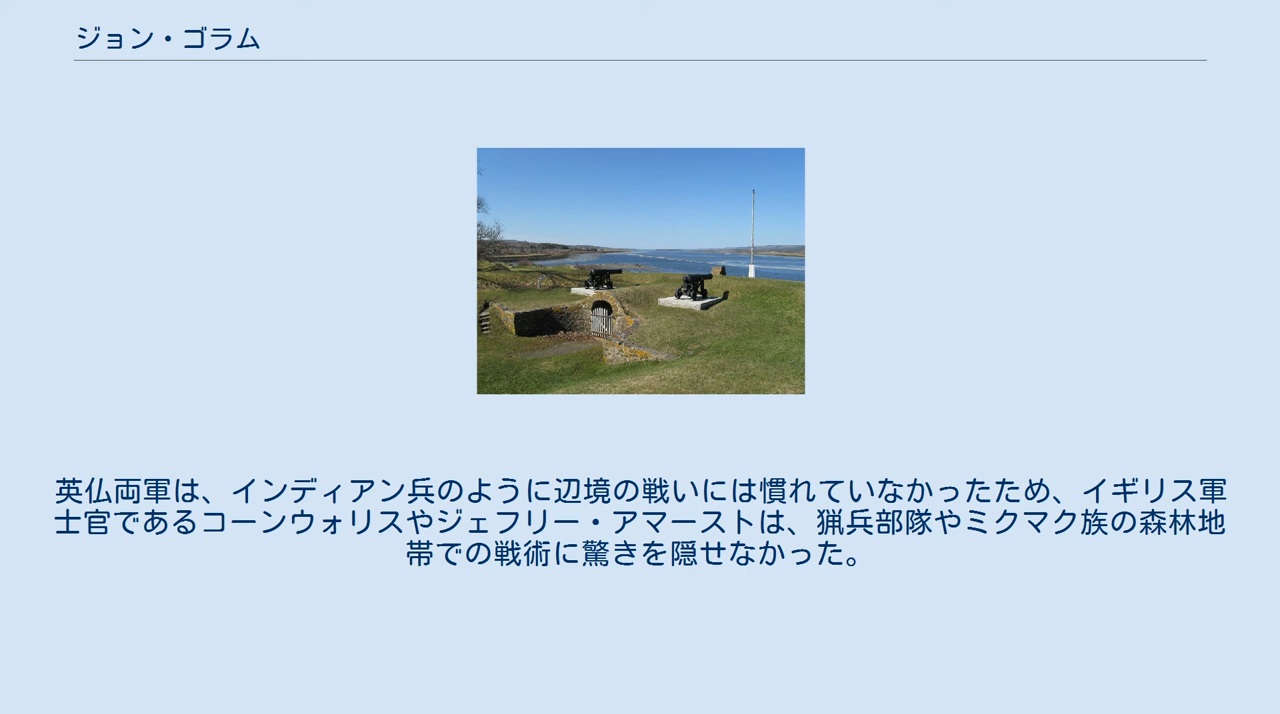 ジョン・ゴラム
英仏両軍は、インディアン兵のように辺境の戦いには慣れていなかったため、イギリス軍
士官であるコーンウォリスやジェフリー・アマーストは、猟兵部隊やミクマク族の森林地
帯での戦術に驚きを隠せなかった。